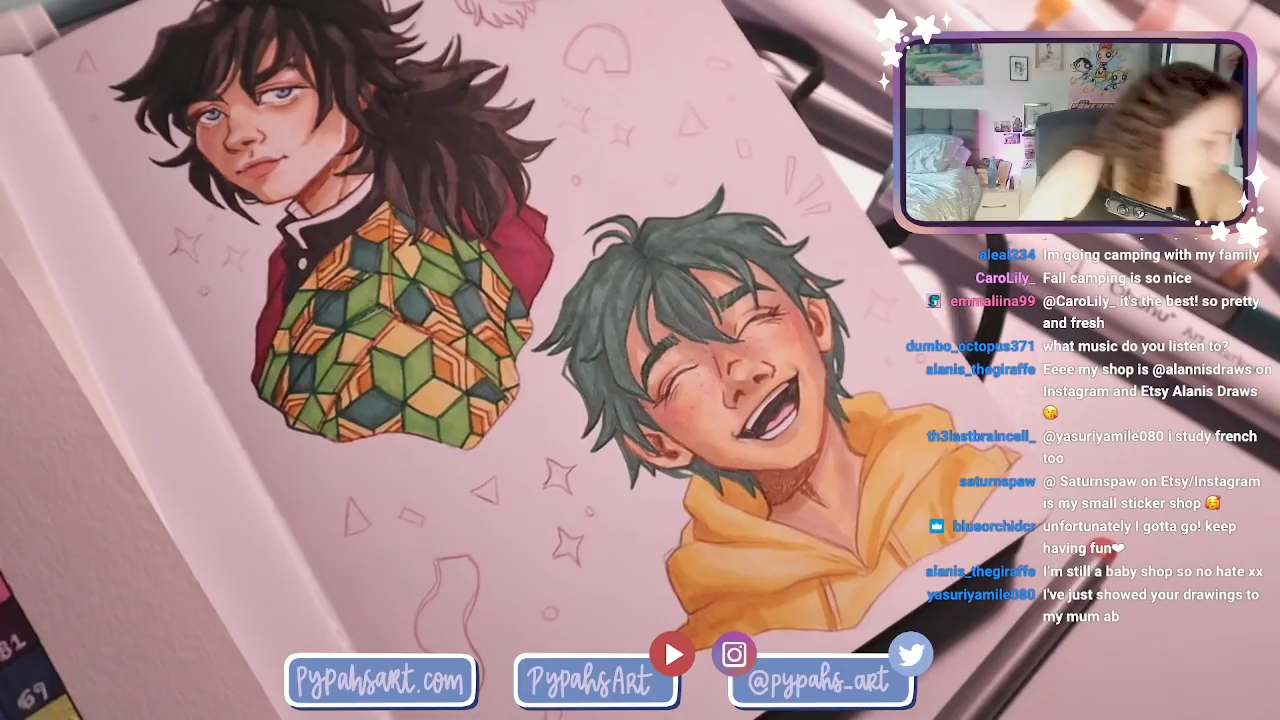 aleai234 Im going camping with my family
CaroLily_ Fall camping is so nice
emmaliina99 @CaroLily_ it's the best! so pretty
and fresh
dumbo_octopus371 what music do you listen to?
alanis_thegiraffe Eeee my shop is @alannisdraws on
Instagram and Etsy Alanis Draws
😘
th3lastbraincell_ @yasuriyamile080 i study french
too
saturnspaw @ Saturnspaw on Etsy/Instagram
is my small sticker shop 🥰
blueorchidcr unfortunately I gotta go! keep
having fun❤
alanis_thegiraffe I'm still a baby shop so no hate xx
yasuriyamile080 I've just showed your drawings to
my mum ab
81
69
Pypahsart.com
PypahsArt
@pypahs_art